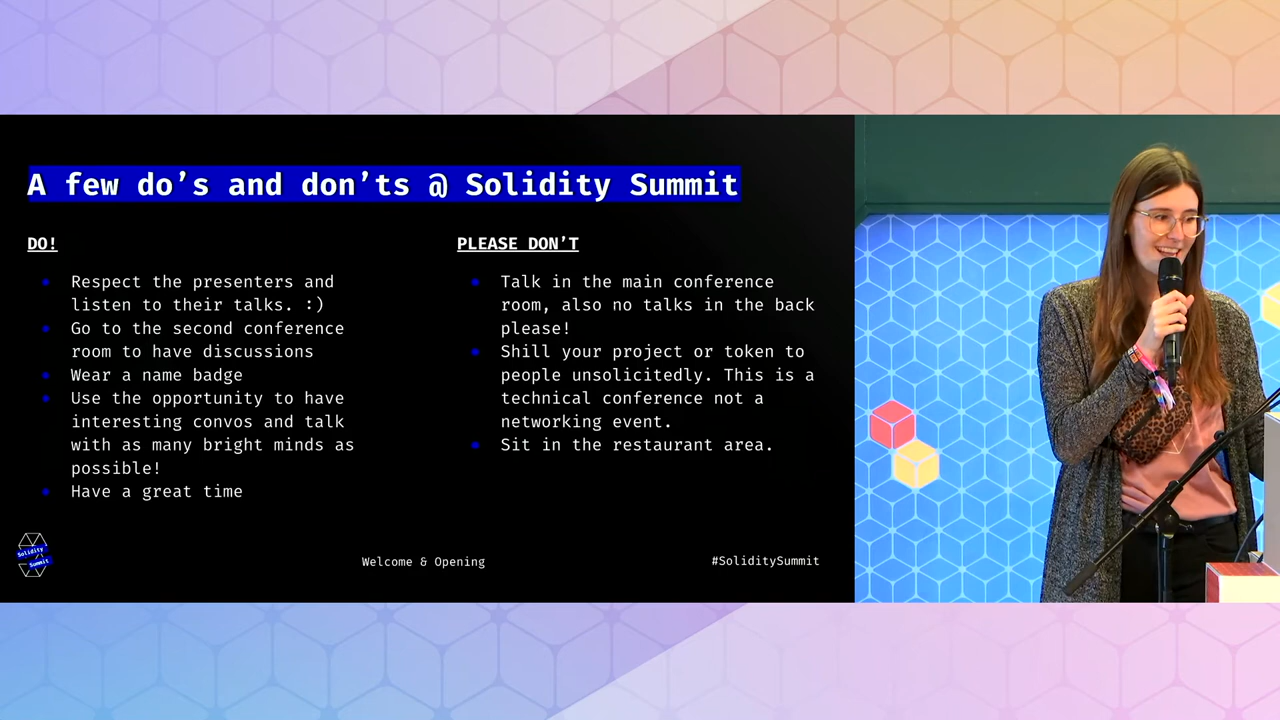 A few do’s and don’ts @ Solidity Summit
DO!
Respect the presenters and
listen to their talks. :)
Go to the second conference
room to have discussions
Wear a name badge
Use the opportunity to have
interesting convos and talk
with as many bright minds as
possible!
Have a great time
PLEASE DON’T
Talk in the main conference
room, also no talks in the back
please!
Shill your project or token to
people unsolicitedly. This is a
technical conference not a
networking event.
Sit in the restaurant area.
Solidity
Summit
Welcome & Opening
#SoliditySummit